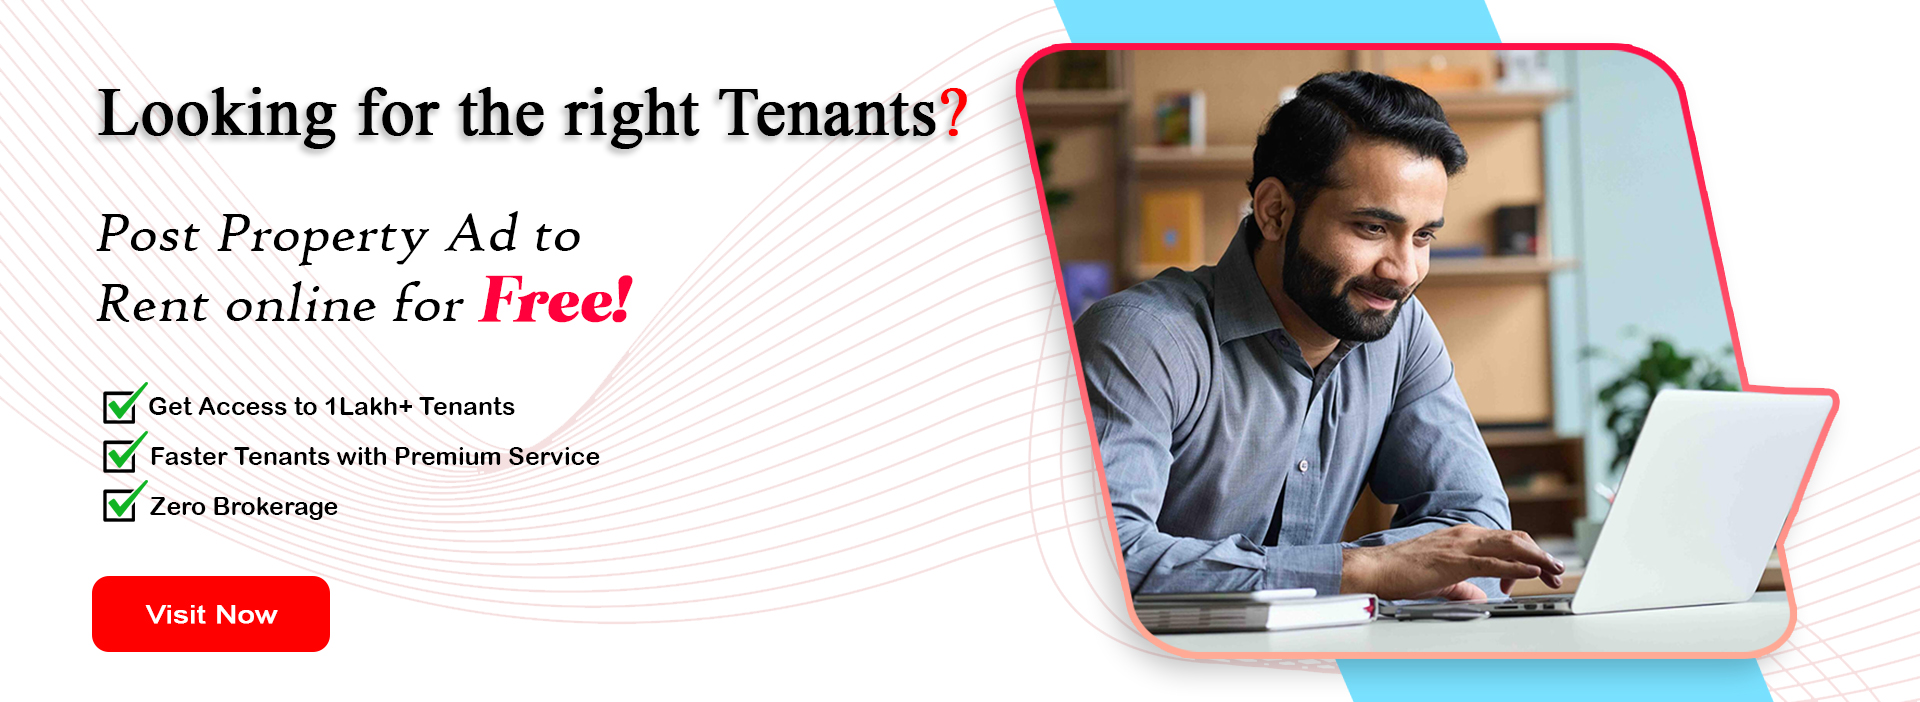 Looking for the right Tenants?
Post Property Ad to
Rent online for Free!
Get Access to 1Lakh+ Tenants
Faster Tenants with Premium Service
Zero Brokerage
Visit Now